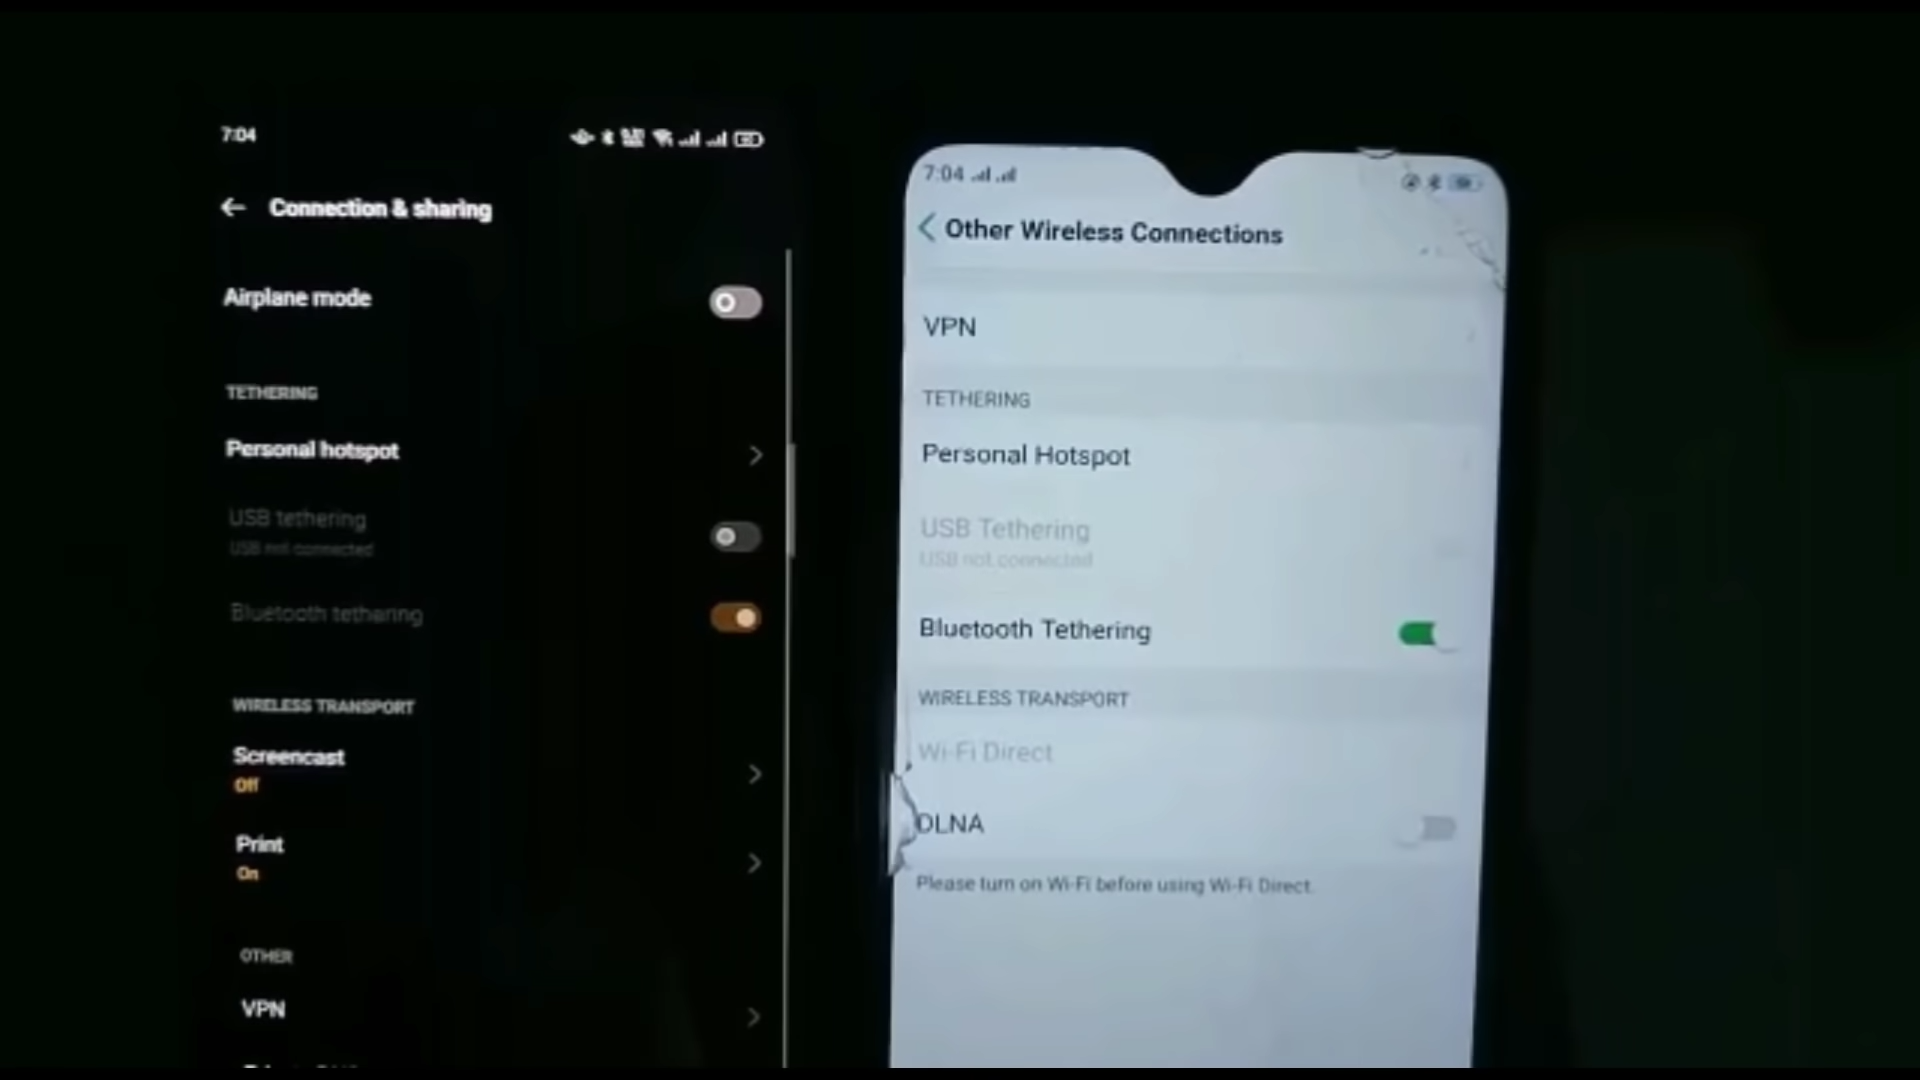 7:04
Connection & sharing
Airplane mode
TETHERING
Personal hotspot
USB tethering
USB not connected
Bluetooth tethering
WIRELESS TRANSPORT
Screencast
Off
Print
On
OTHER
VPN
7:04
Other Wireless Connections
VPN
TETHERING
Personal Hotspot
USB Tethering
USB not connected
Bluetooth Tethering
WIRELESS TRANSPORT
Wi-Fi Direct
DLNA
Please turn on Wi-Fi before using Wi-Fi Direct.